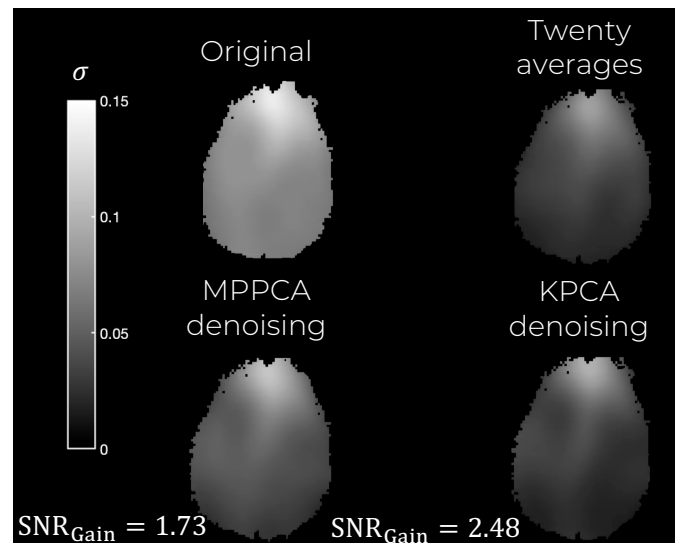 Original
Twenty
averages
σ
0.15
0.1
0.05
0
MPPCA
denoising
KPCA
denoising
SNR_Gain = 1.73
SNR_Gain = 2.48